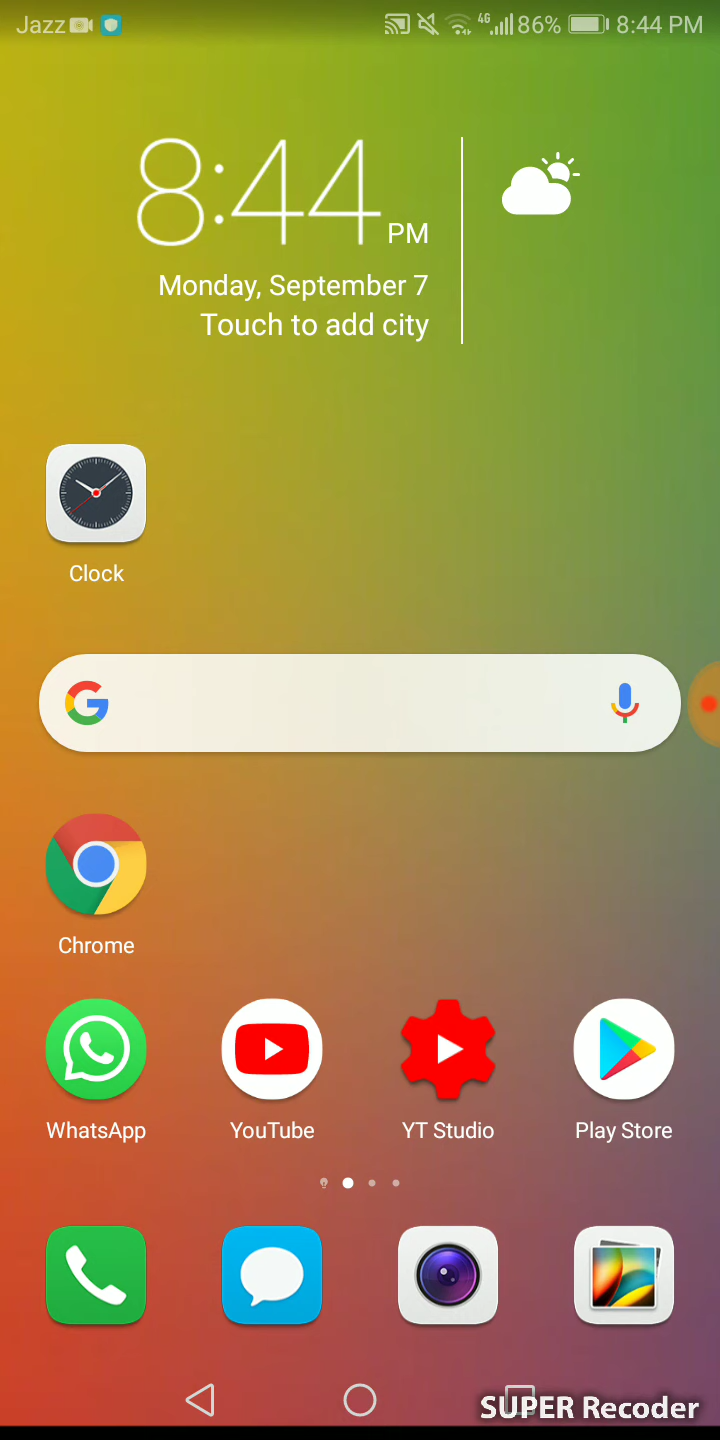 Jazz 4G 86% 8:44 PM
8:44 PM
Monday, September 7
Touch to add city
Clock
G
Chrome
WhatsApp YouTube YT Studio Play Store
SUPER Recoder